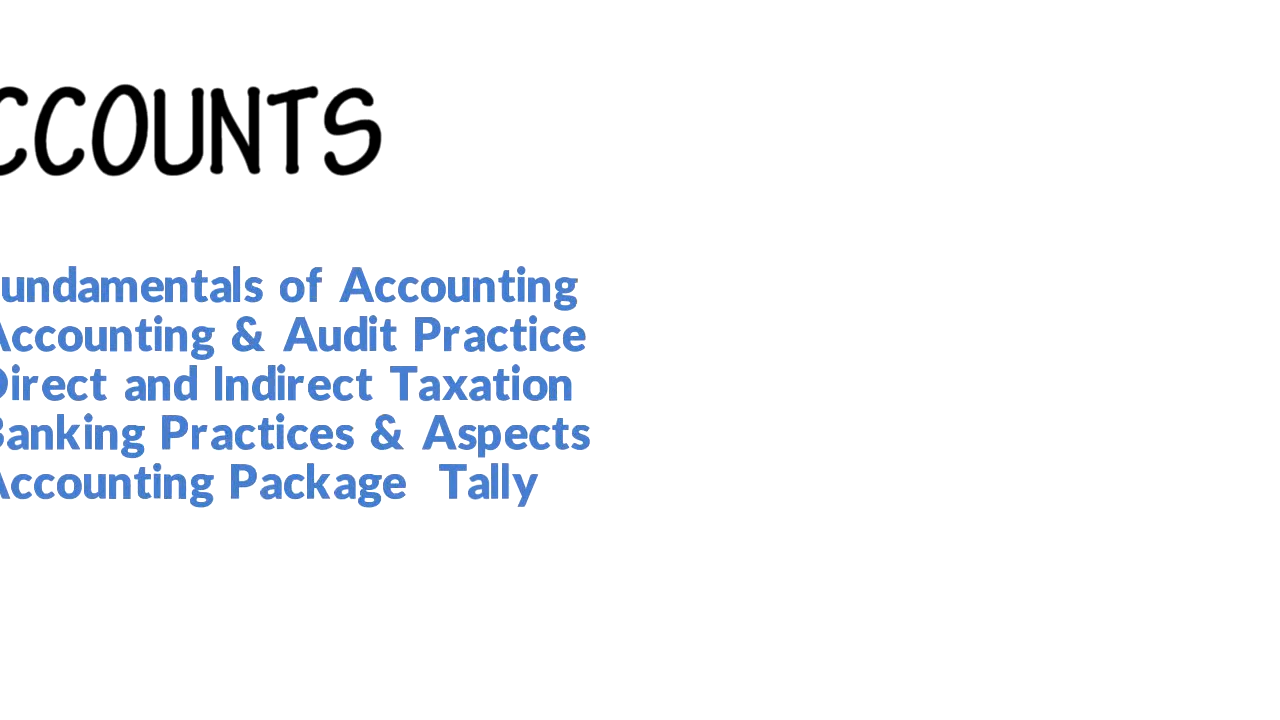 CCOUNTS
undamentals of Accounting
Accounting & Audit Practice
Direct and Indirect Taxation
Banking Practices & Aspects
Accounting Package Tally